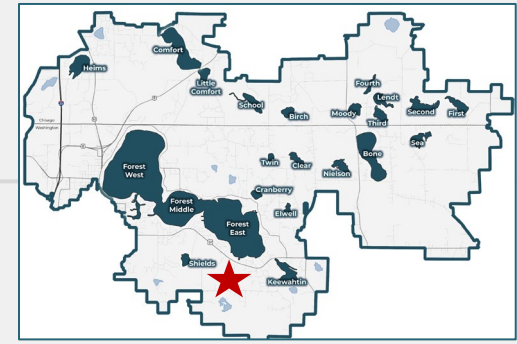 Comfort
Heims
Little
Comfort
Fourth
Lendt
School
Moody
Second
First
Birch
Third
Chisago
Washington
Sea
Bone
Forest
West
Twin
Clear
Nielson
Cranberry
Forest
Middle
Elwell
Forest
East
Shields
Keewahtin